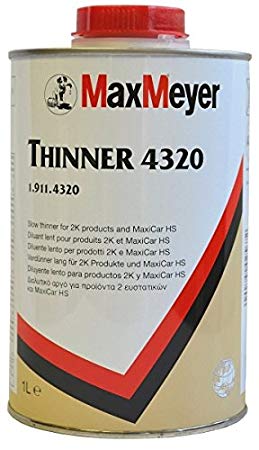 MaxMeyer
THINNER 4320
1.911.4320
Slow thinner for 2K products and MaxiCar HS
Diluant lent pour produits 2K et MaxiCar HS
Diluente lento per prodotti 2K e MaxiCar HS
Verdünner lang für 2K Produkte und MaxiCar HS
Diluyente lento para productos 2K y MaxiCar HS
Διαλυτικό αργό για προϊόντα 2 συστατικών
και MaxiCar HS
1L e